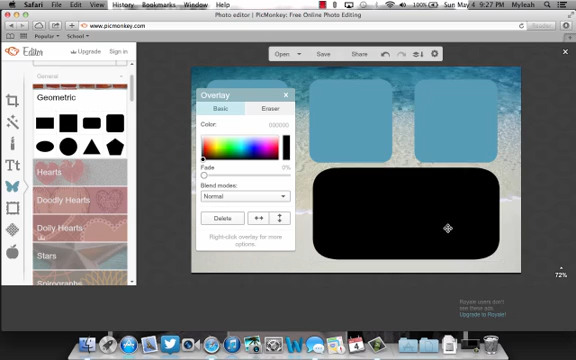 Safari File Edit View History Bookmarks Window Help
100% Sun May 4 9:27 PM Myleah
Photo editor | PicMonkey: Free Online Photo Editing
www.picmonkey.com
Popular School
Editor Upgrade Sign in
Open Save Share
General
Geometric
Hearts
Doodly Hearts
Doily Hearts
Stars
Spirographs
Tt
Overlay
Basic Eraser
Color: 000000
Fade 0%
Blend modes:
Normal
Delete
Right-click overlay for more
options.
72%
Royale users don't
see these ads
Upgrade to Royale!